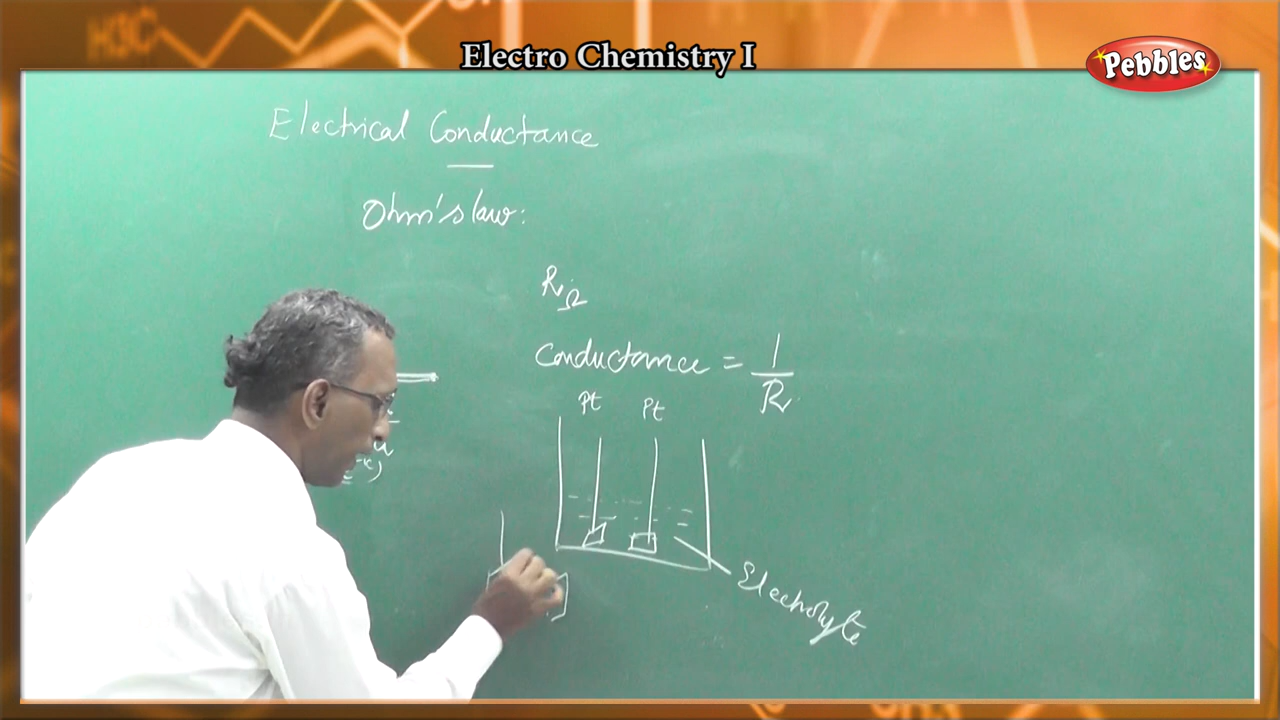 Electro Chemistry I
Pebbles
Electrical Conductance
Ohm's law:
R Ω
Conductance = 1/R
Pt Pt
Electrolyte